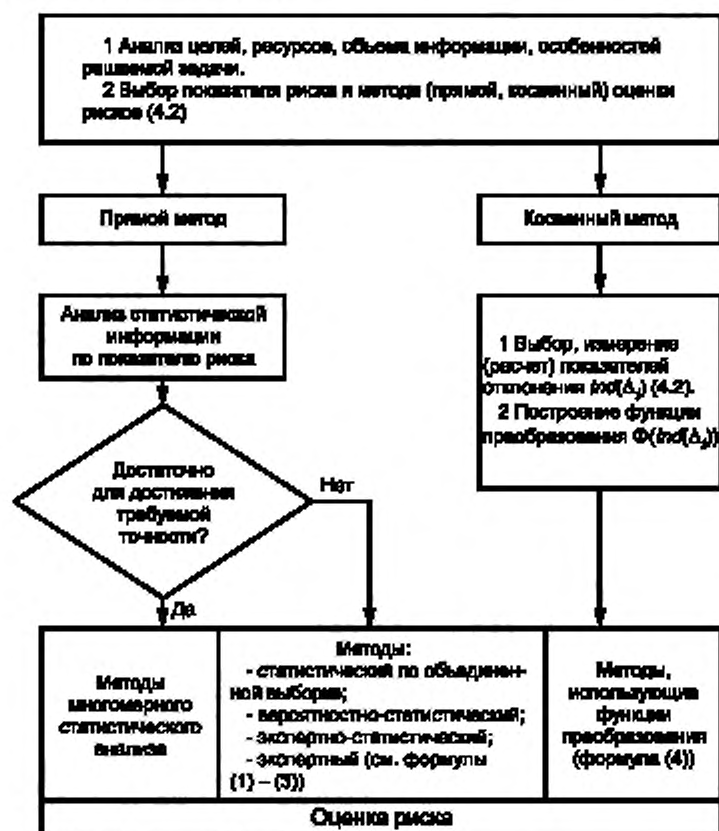 1 Анализ целей, ресурсов, объема информации, особенностей
решаемой задачи.
2 Выбор показателя риска и метода (прямой, косвенный) оценки
рисков (4.2)
Прямой метод
Косвенный метод
Анализ статистической
информации
по показателю риска
1 Выбор, измерение
(расчет) показателей
отклонения ind(Δj) (4.2).
2 Построение функции
преобразования Φ(ind(Δj))
Достаточно
для достижения
требуемой
точности?
Нет
Да
Методы
многомерного
статистического
анализа
Методы:
- статистический по объединен-
ной выборке;
- вероятностно-статистический;
- экспертно-статистический;
- экспертный (см. формулы
(1) – (3))
Методы,
использующие
функции
преобразования
(формула (4))
Оценка риска